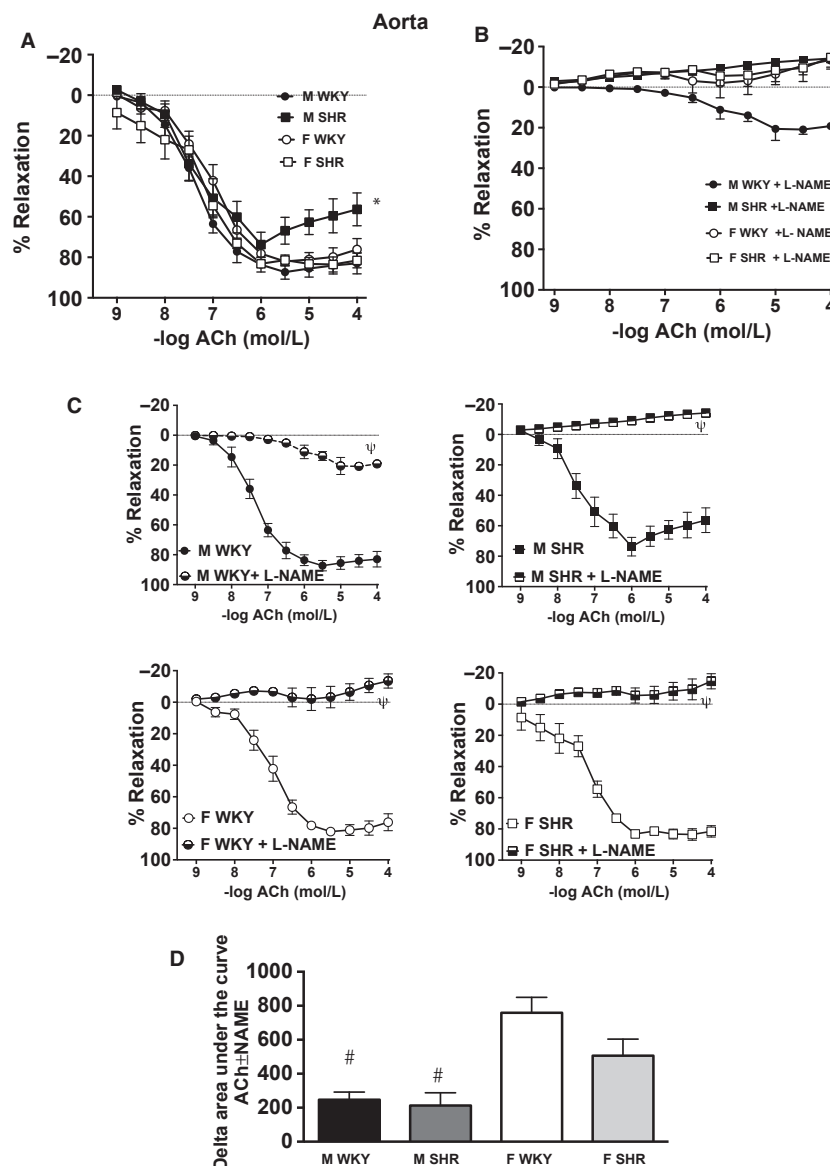 Aorta
A
–20
0
20
40
60
80
100
% Relaxation
M WKY
M SHR
F WKY
F SHR
*
9 8 7 6 5 4
-log ACh (mol/L)
B
–20
0
20
40
60
80
100
% Relaxation
M WKY + L-NAME
M SHR +L-NAME
F WKY +L- NAME
F SHR + L-NAME
9 8 7 6 5 4
-log ACh (mol/L)
C
–20
0
20
40
60
80
100
% Relaxation
ψ
M WKY
M WKY+ L-NAME
9 8 7 6 5 4
-log ACh (mol/L)
–20
0
20
40
60
80
100
% Relaxation
ψ
M SHR
M SHR + L-NAME
9 8 7 6 5 4
-log ACh (mol/L)
–20
0
20
40
60
80
100
% Relaxation
ψ
F WKY
F WKY + L-NAME
9 8 7 6 5 4
-log ACh (mol/L)
–20
0
20
40
60
80
100
% Relaxation
ψ
F SHR
F SHR + L-NAME
9 8 7 6 5 4
-log ACh (mol/L)
D
Delta area under the curve
ACh±NAME
1000
800
600
400
200
0
#
#
M WKY M SHR F WKY F SHR